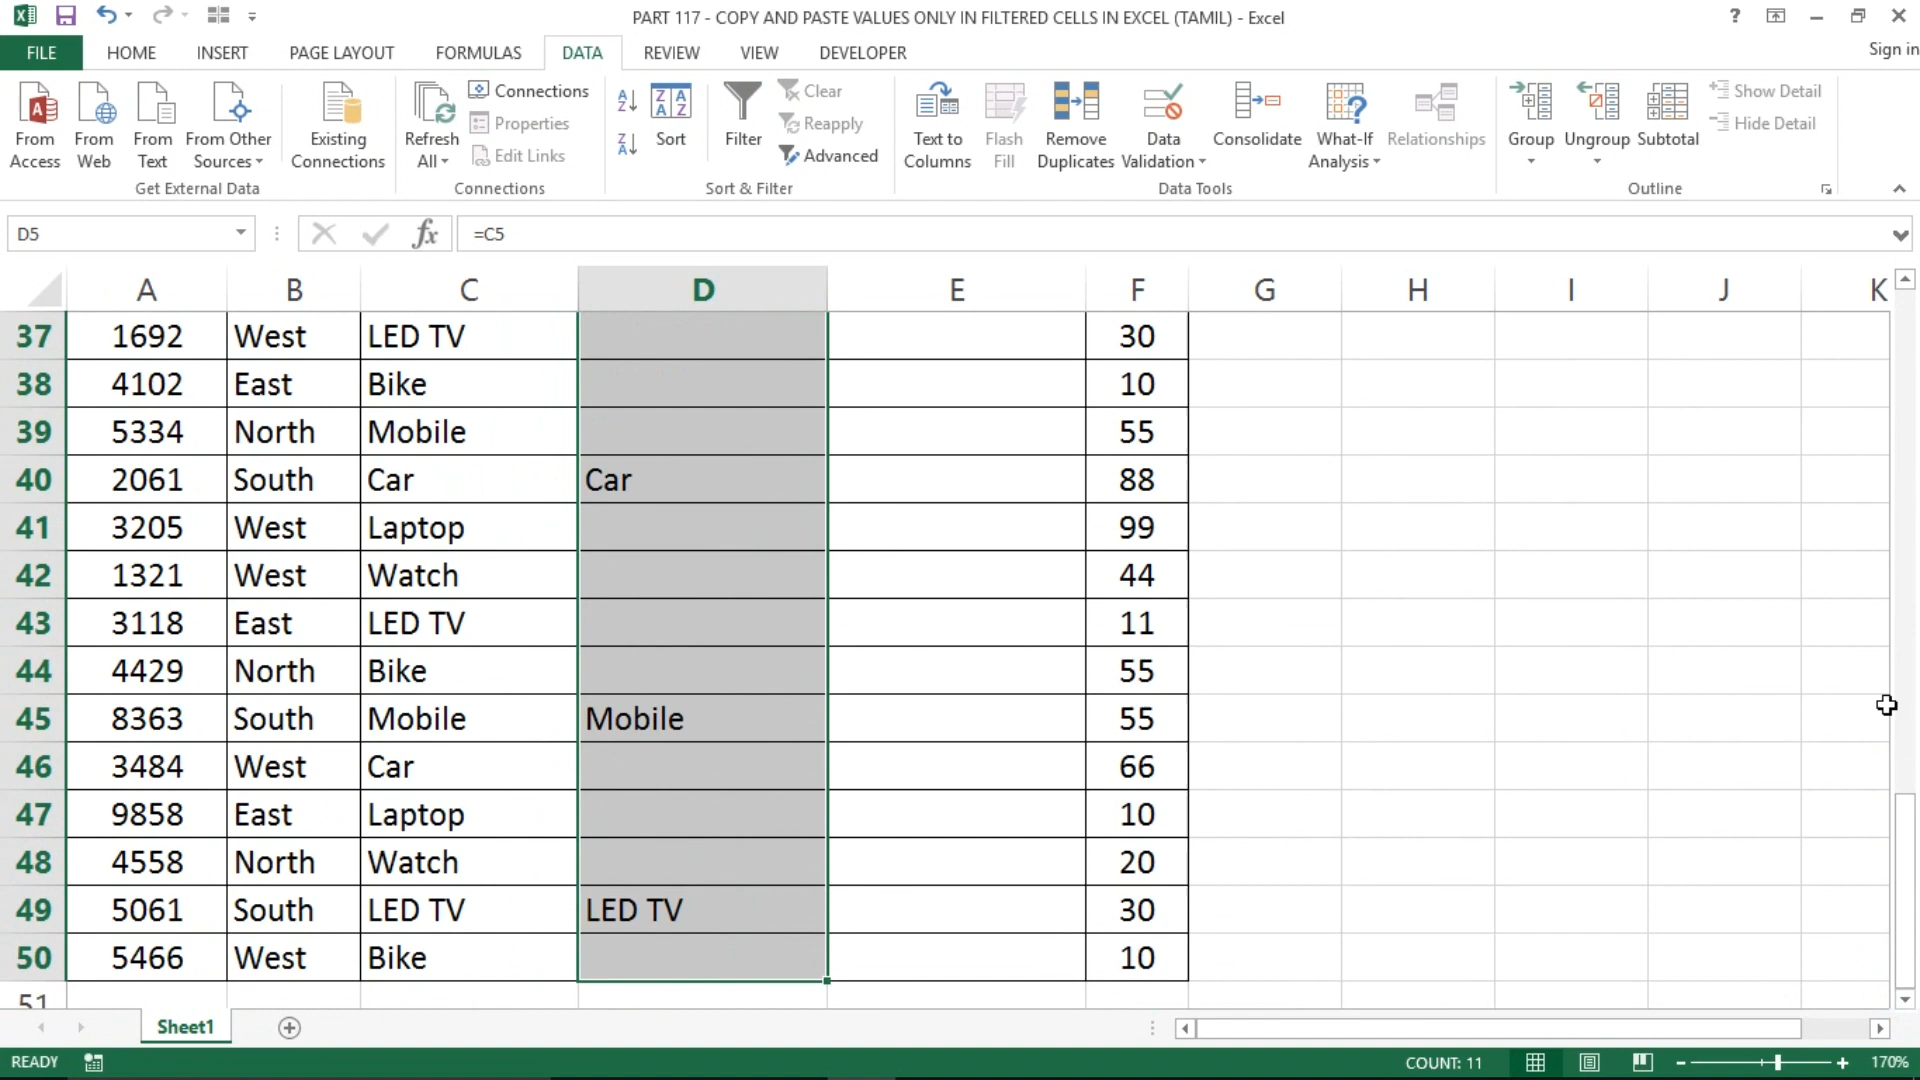 PART 117 - COPY AND PASTE VALUES ONLY IN FILTERED CELLS IN EXCEL (TAMIL) - Excel
?
FILE HOME INSERT PAGE LAYOUT FORMULAS DATA REVIEW VIEW DEVELOPER Sign in
From Access
From Web
From Text
From Other Sources
Get External Data
Existing Connections
Refresh All
Connections
Properties
Edit Links
Connections
Sort
Filter
Clear
Reapply
Advanced
Sort & Filter
Text to Columns
Flash Fill
Remove Duplicates
Data Validation
Consolidate
What-If Analysis
Relationships
Data Tools
Group
Ungroup
Subtotal
Show Detail
Hide Detail
Outline
D5 fx =C5
A B C D E F G H I J K
37 1692 West LED TV 30
38 4102 East Bike 10
39 5334 North Mobile 55
40 2061 South Car Car 88
41 3205 West Laptop 99
42 1321 West Watch 44
43 3118 East LED TV 11
44 4429 North Bike 55
45 8363 South Mobile Mobile 55
46 3484 West Car 66
47 9858 East Laptop 10
48 4558 North Watch 20
49 5061 South LED TV LED TV 30
50 5466 West Bike 10
51
Sheet1
READY COUNT: 11 170%